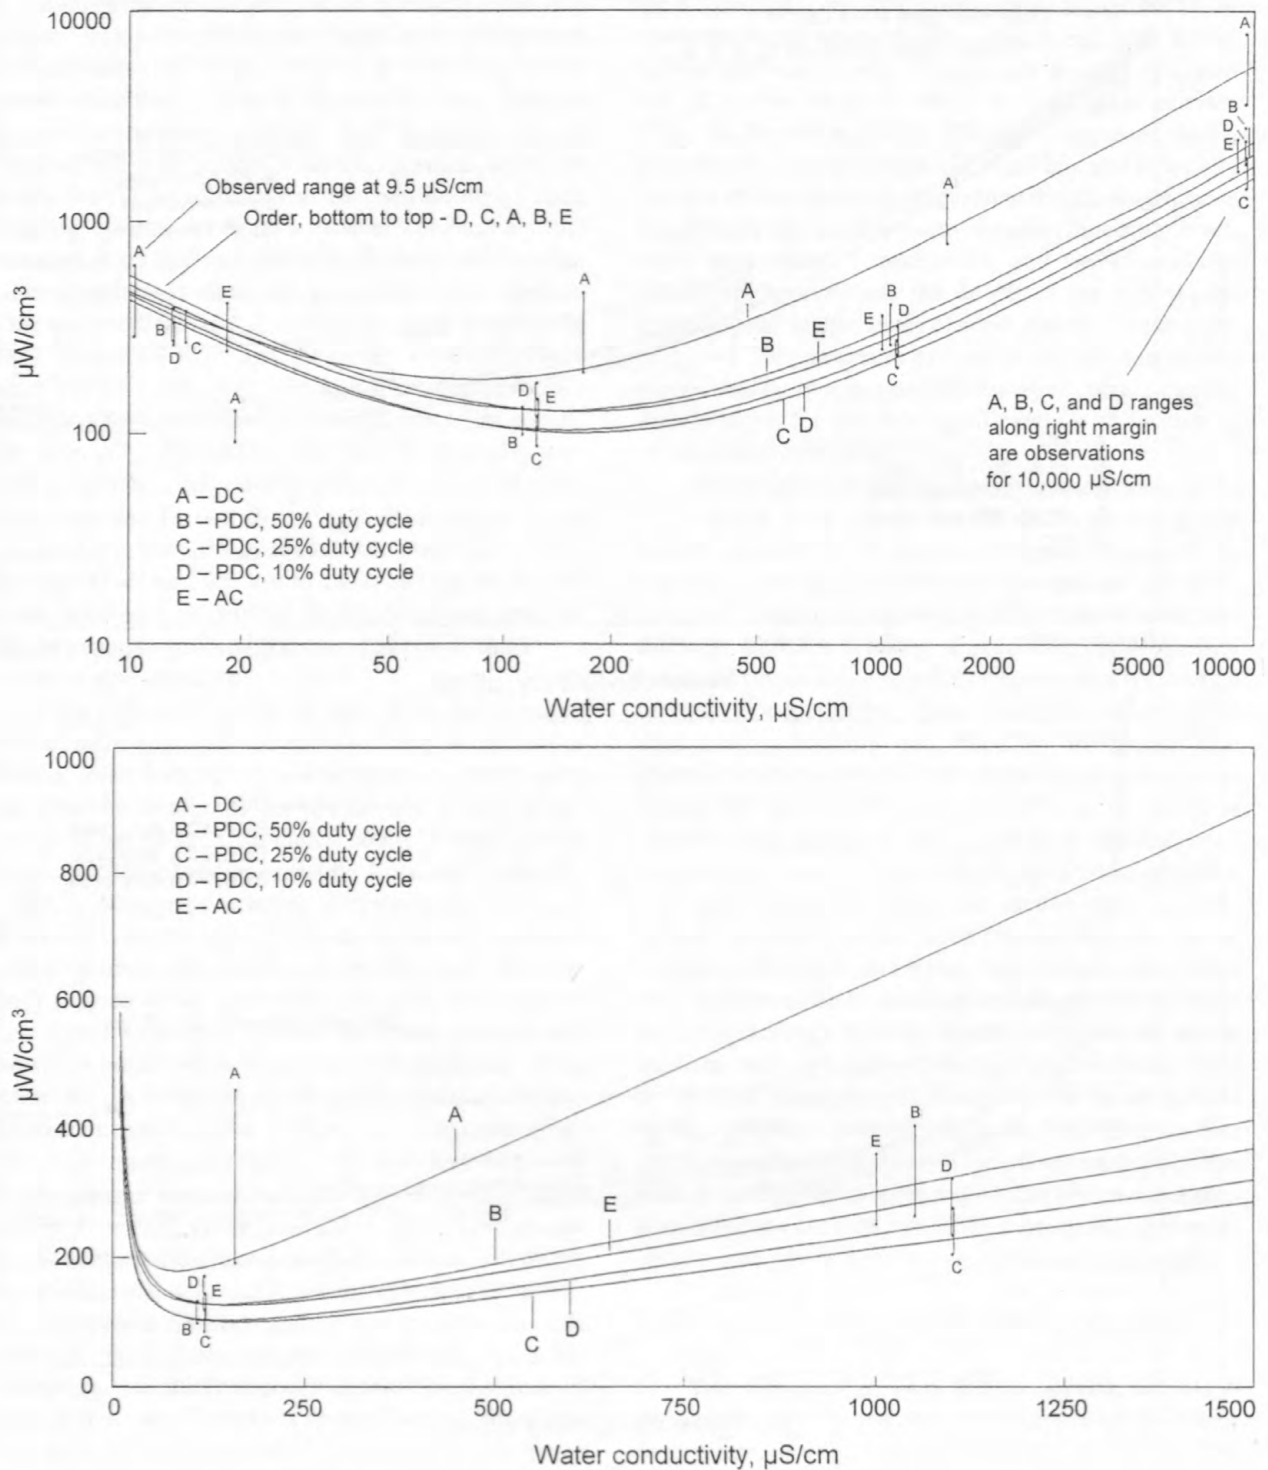 10000
1000
100
10
µW/cm³
Observed range at 9.5 µS/cm
Order, bottom to top - D, C, A, B, E
A
B
D
C
E
A
A
D
E
B
C
A
B
E
C
D
A
E
B
D
C
A
B
D
E
C
A, B, C, and D ranges
along right margin
are observations
for 10,000 µS/cm
A – DC
B – PDC, 50% duty cycle
C – PDC, 25% duty cycle
D – PDC, 10% duty cycle
E – AC
10 20 50 100 200 500 1000 2000 5000 10000
Water conductivity, µS/cm
1000
800
600
400
200
0
µW/cm³
A – DC
B – PDC, 50% duty cycle
C – PDC, 25% duty cycle
D – PDC, 10% duty cycle
E – AC
A
D
E
B
C
A
B
E
C
D
E
B
D
C
0 250 500 750 1000 1250 1500
Water conductivity, µS/cm